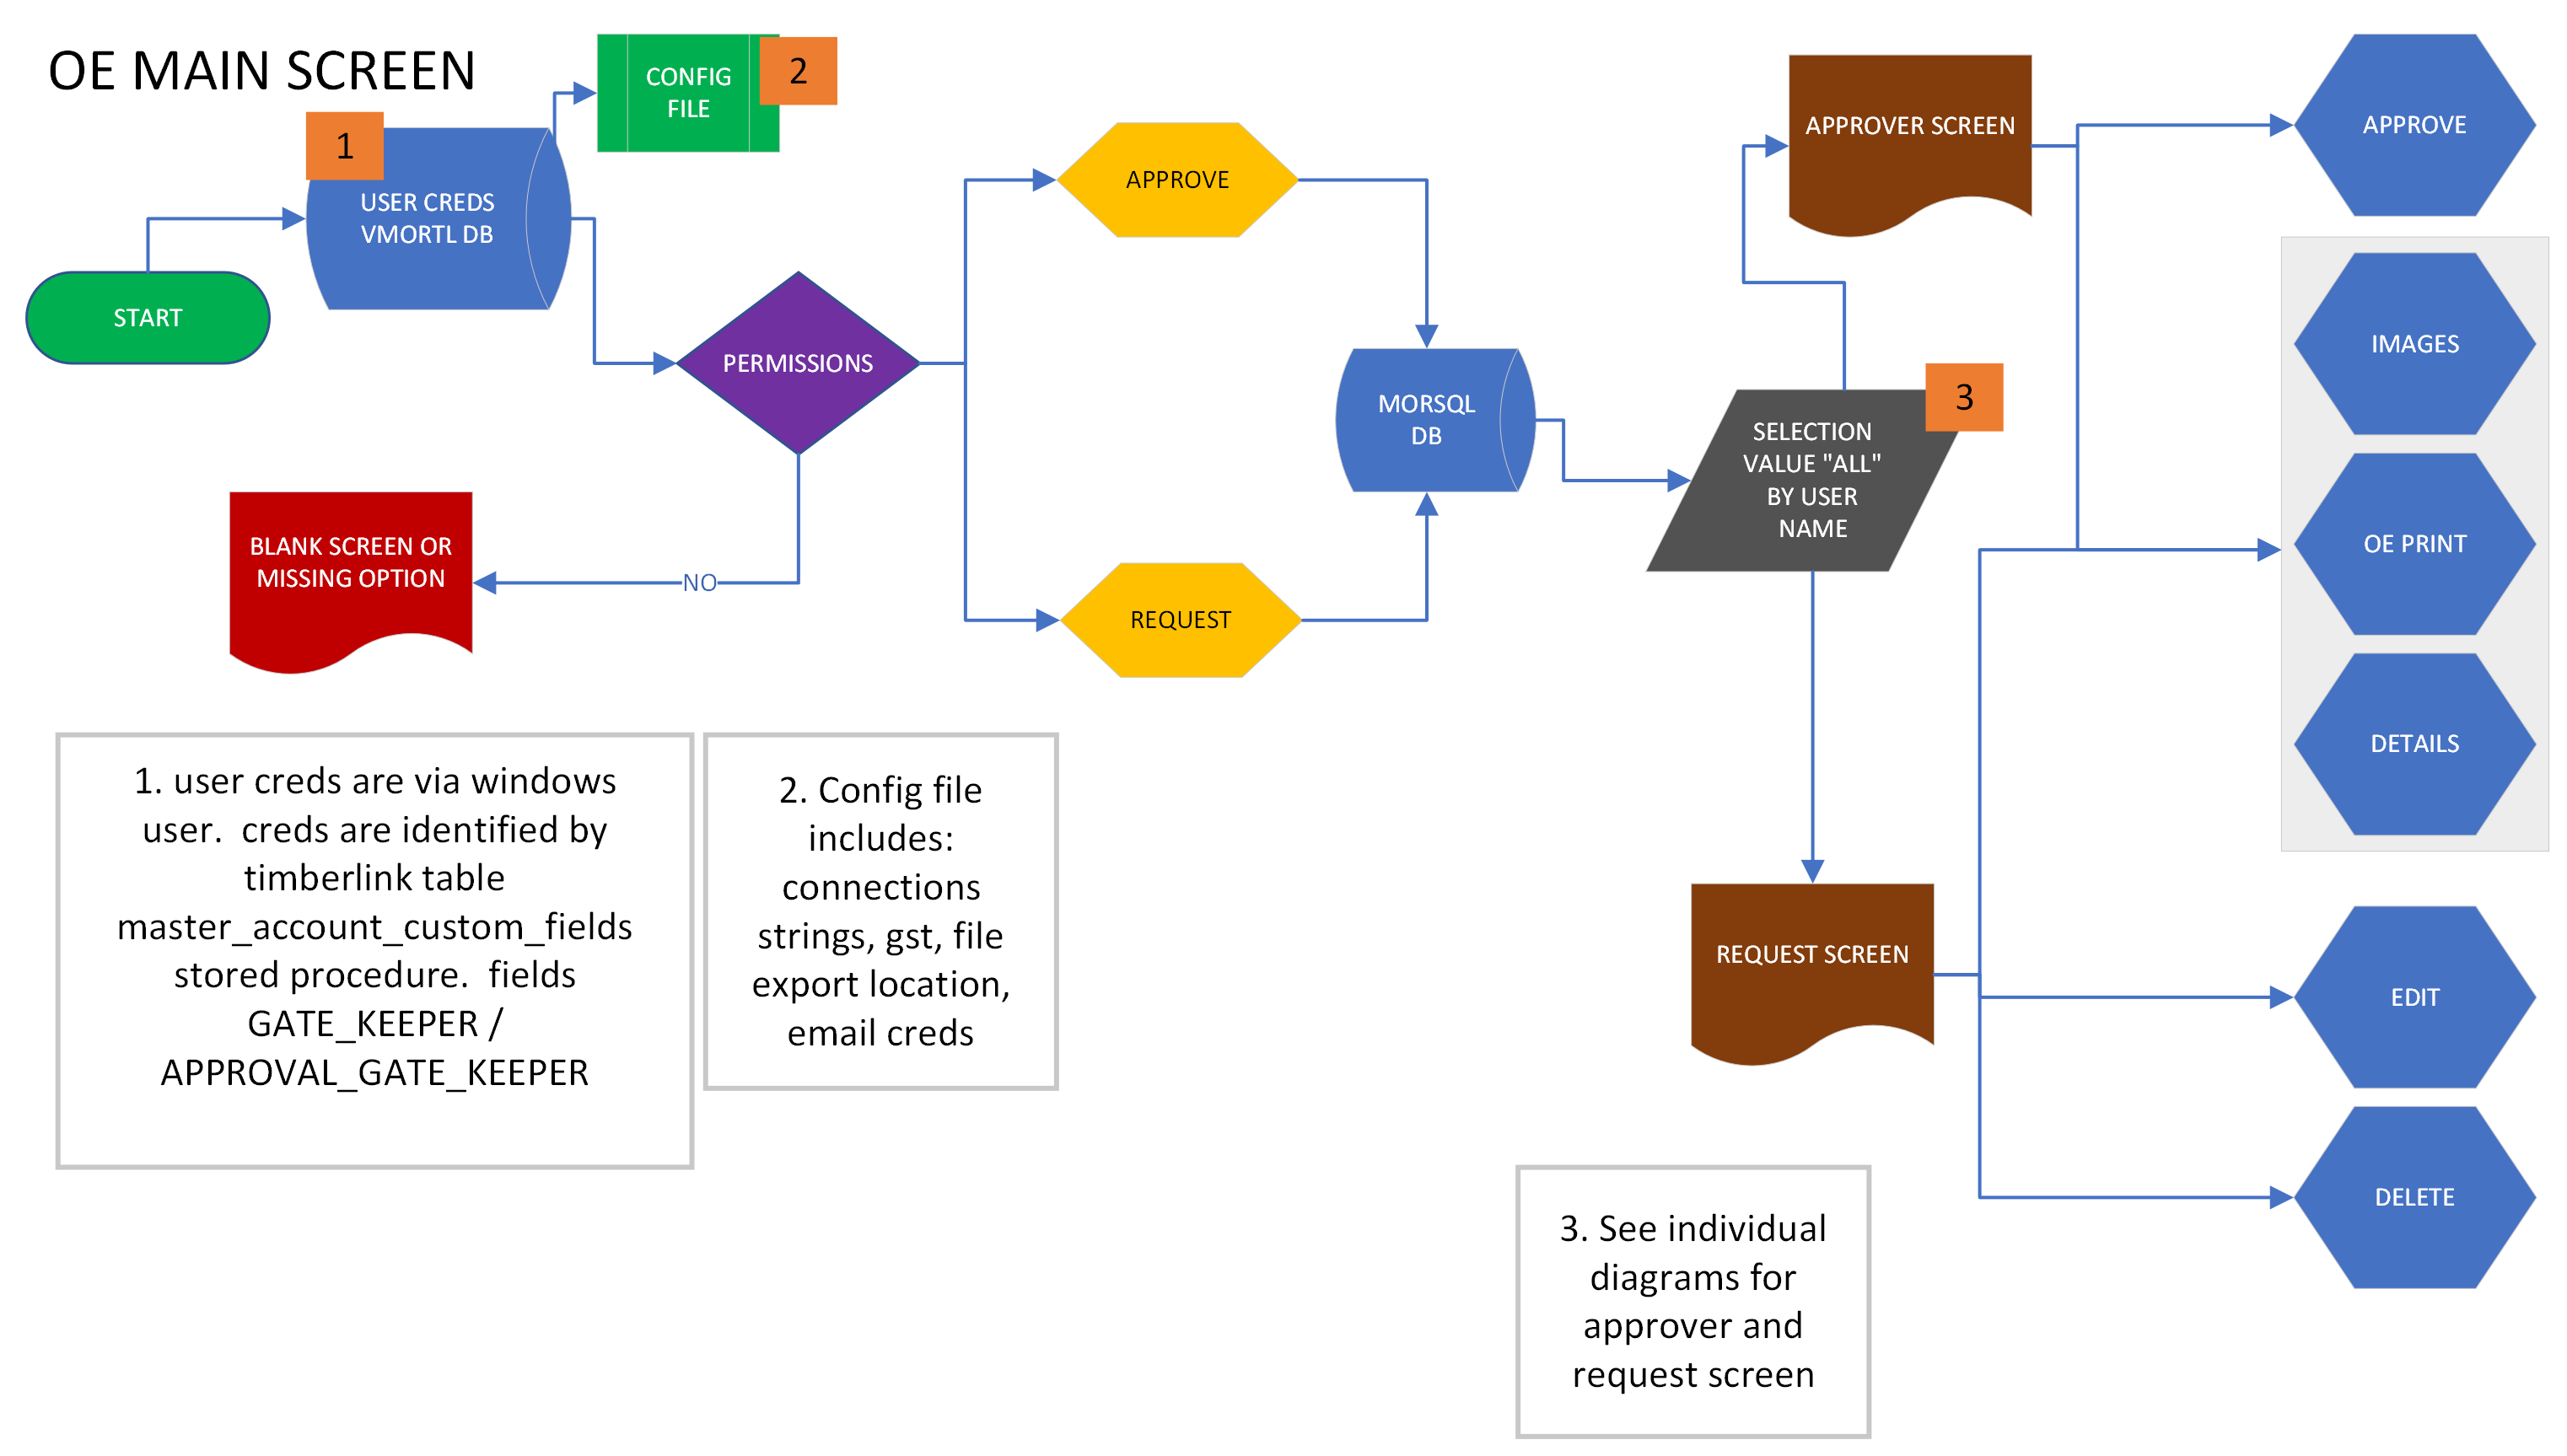 OE MAIN SCREEN
1
USER CREDS
VMORTL DB
CONFIG
FILE
2
START
PERMISSIONS
NO
BLANK SCREEN OR
MISSING OPTION
APPROVE
REQUEST
MORSQL
DB
SELECTION
VALUE "ALL"
BY USER
NAME
3
APPROVER SCREEN
REQUEST SCREEN
APPROVE
IMAGES
OE PRINT
DETAILS
EDIT
DELETE
1. user creds are via windows
user.  creds are identified by
timberlink table
master_account_custom_fields
stored procedure.  fields
GATE_KEEPER /
APPROVAL_GATE_KEEPER
2. Config file
includes:
connections
strings, gst, file
export location,
email creds
3. See individual
diagrams for
approver and
request screen